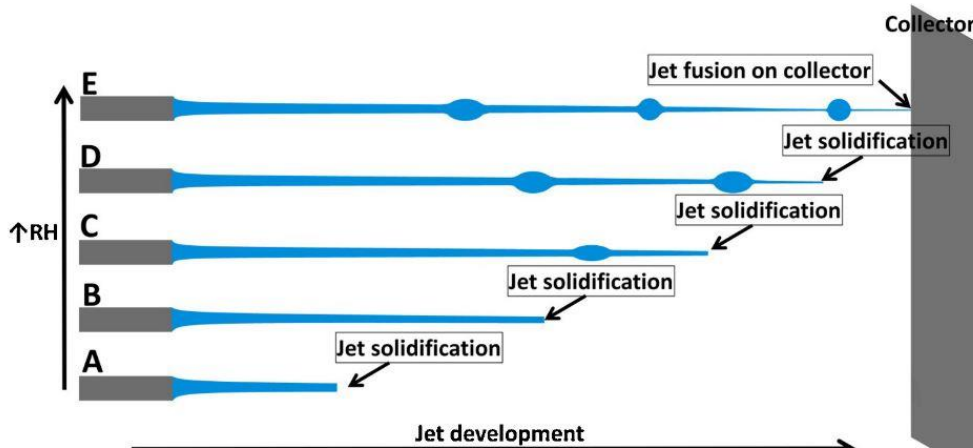 Collector
Jet fusion on collector
E
Jet solidification
D
Jet solidification
C
↑RH
Jet solidification
B
Jet solidification
A
Jet development